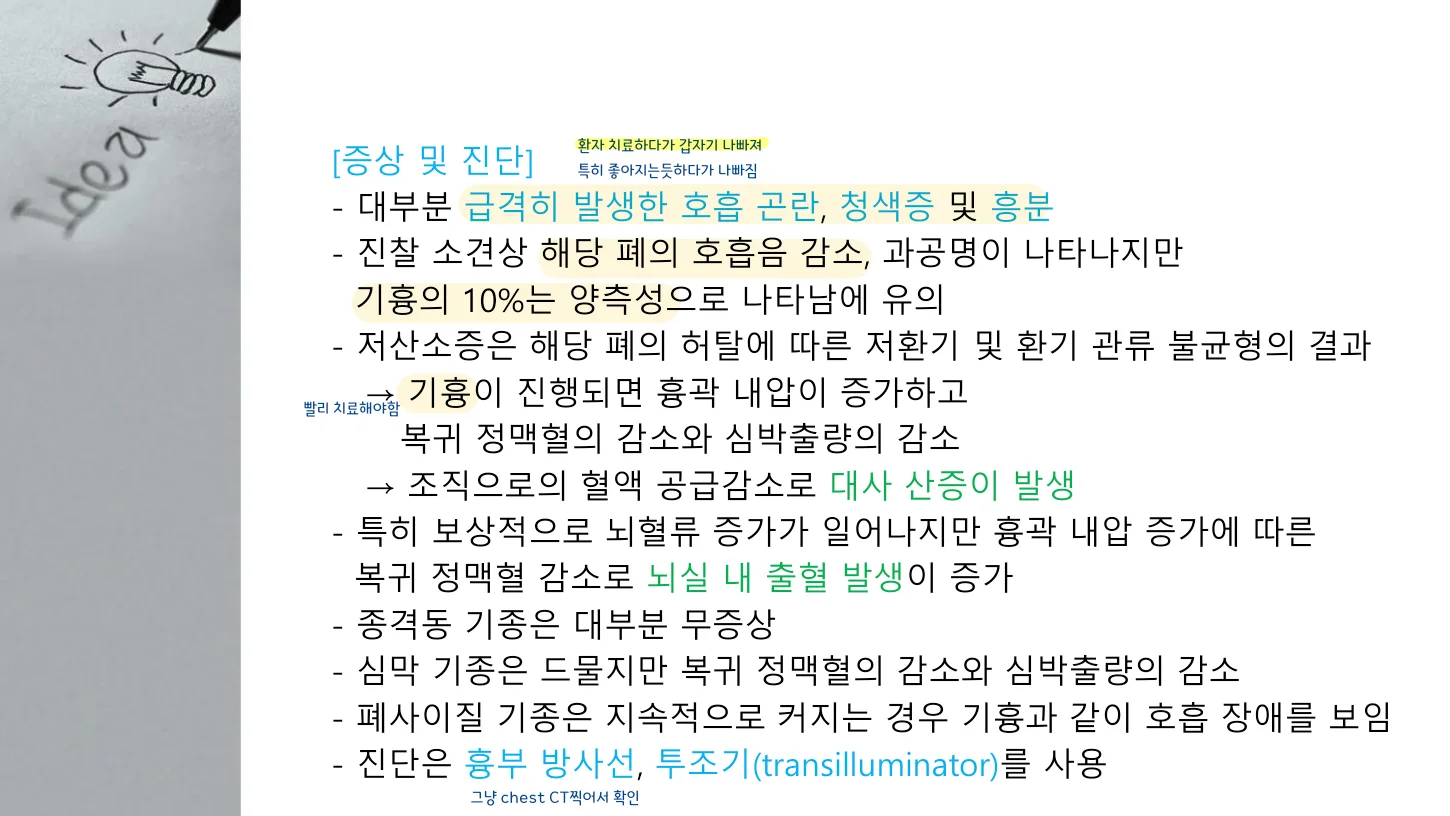 Idea
[증상 및 진단]
환자 치료하다가 갑자기 나빠져
특히 좋아지는듯하다가 나빠짐
- 대부분 급격히 발생한 호흡 곤란, 청색증 및 흥분
- 진찰 소견상 해당 폐의 호흡음 감소, 과공명이 나타나지만
기흉의 10%는 양측성으로 나타남에 유의
- 저산소증은 해당 폐의 허탈에 따른 저환기 및 환기 관류 불균형의 결과
→ 기흉이 진행되면 흉곽 내압이 증가하고
빨리 치료해야함
복귀 정맥혈의 감소와 심박출량의 감소
→ 조직으로의 혈액 공급감소로 대사 산증이 발생
- 특히 보상적으로 뇌혈류 증가가 일어나지만 흉곽 내압 증가에 따른
복귀 정맥혈 감소로 뇌실 내 출혈 발생이 증가
- 종격동 기종은 대부분 무증상
- 심막 기종은 드물지만 복귀 정맥혈의 감소와 심박출량의 감소
- 폐사이질 기종은 지속적으로 커지는 경우 기흉과 같이 호흡 장애를 보임
- 진단은 흉부 방사선, 투조기(transilluminator)를 사용
그냥 chest CT찍어서 확인